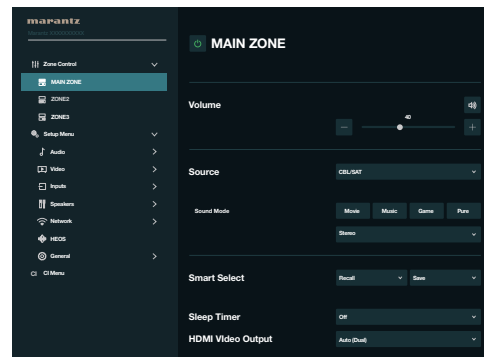 marantz
Zone Control
MAIN ZONE
ZONE2
ZONE3
Setup Menu
Audio
Video
Inputs
Speakers
Network
HEOS
General
CI CI Menu
MAIN ZONE
Volume
40
Source
CBL/SAT
Sound Mode
Movie Music Game Pure
Stereo
Smart Select
Recall Save
Sleep Timer
Off
HDMI Video Output
Auto (Dual)